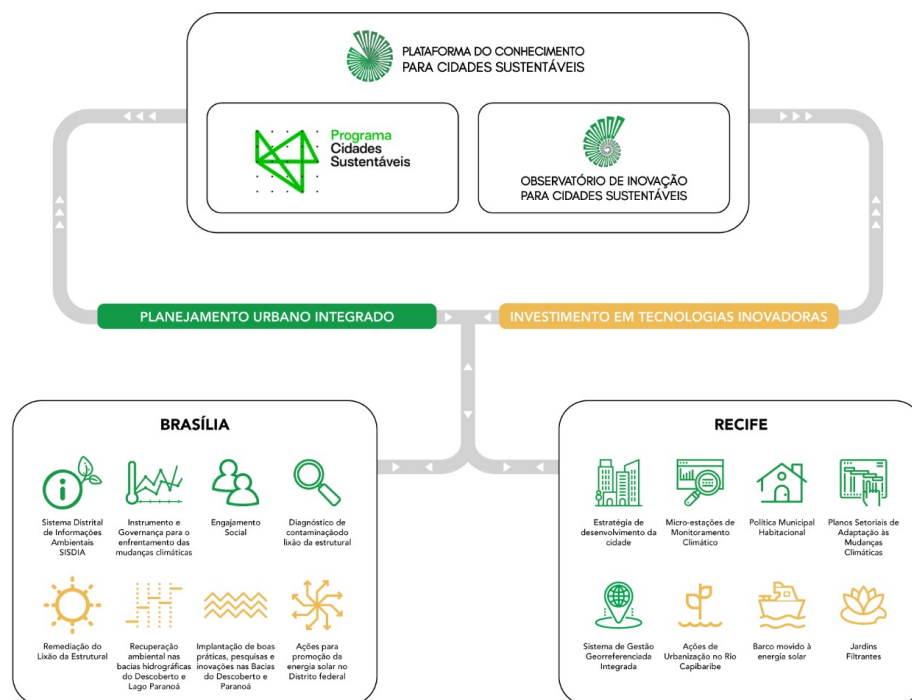 PLATAFORMA DO CONHECIMENTO
PARA CIDADES SUSTENTÁVEIS
Programa
Cidades
Sustentáveis
OBSERVATÓRIO DE INOVAÇÃO
PARA CIDADES SUSTENTÁVEIS
PLANEJAMENTO URBANO INTEGRADO
INVESTIMENTO EM TECNOLOGIAS INOVADORAS
BRASÍLIA
Sistema Distrital
de Informações
Ambientais
SISDIA
Instrumento e
Governança para o
enfrentamento das
mudanças climáticas
Engajamento
Social
Diagnóstico de
contaminaçãodo
lixão da estrutural
Remediação do
Lixão da Estrutural
Recuperação
ambiental nas
bacias hidrográficas
do Descoberto e
Lago Paranoá
Implantação de boas
práticas, pesquisas e
inovações nas Bacias
do Descoberto e
Paranoá
Ações para
promoção da
energia solar no
Distrito federal
RECIFE
Estratégia de
desenvolvimento da
cidade
Micro-estações de
Monitoramento
Climático
Política Municipal
Habitacional
Planos Setoriais de
Adaptação às
Mudanças
Climáticas
Sistema de Gestão
Georreferenciada
Integrada
Ações de
Urbanização no Rio
Capibaribe
Barco movido à
energia solar
Jardins
Filtrantes